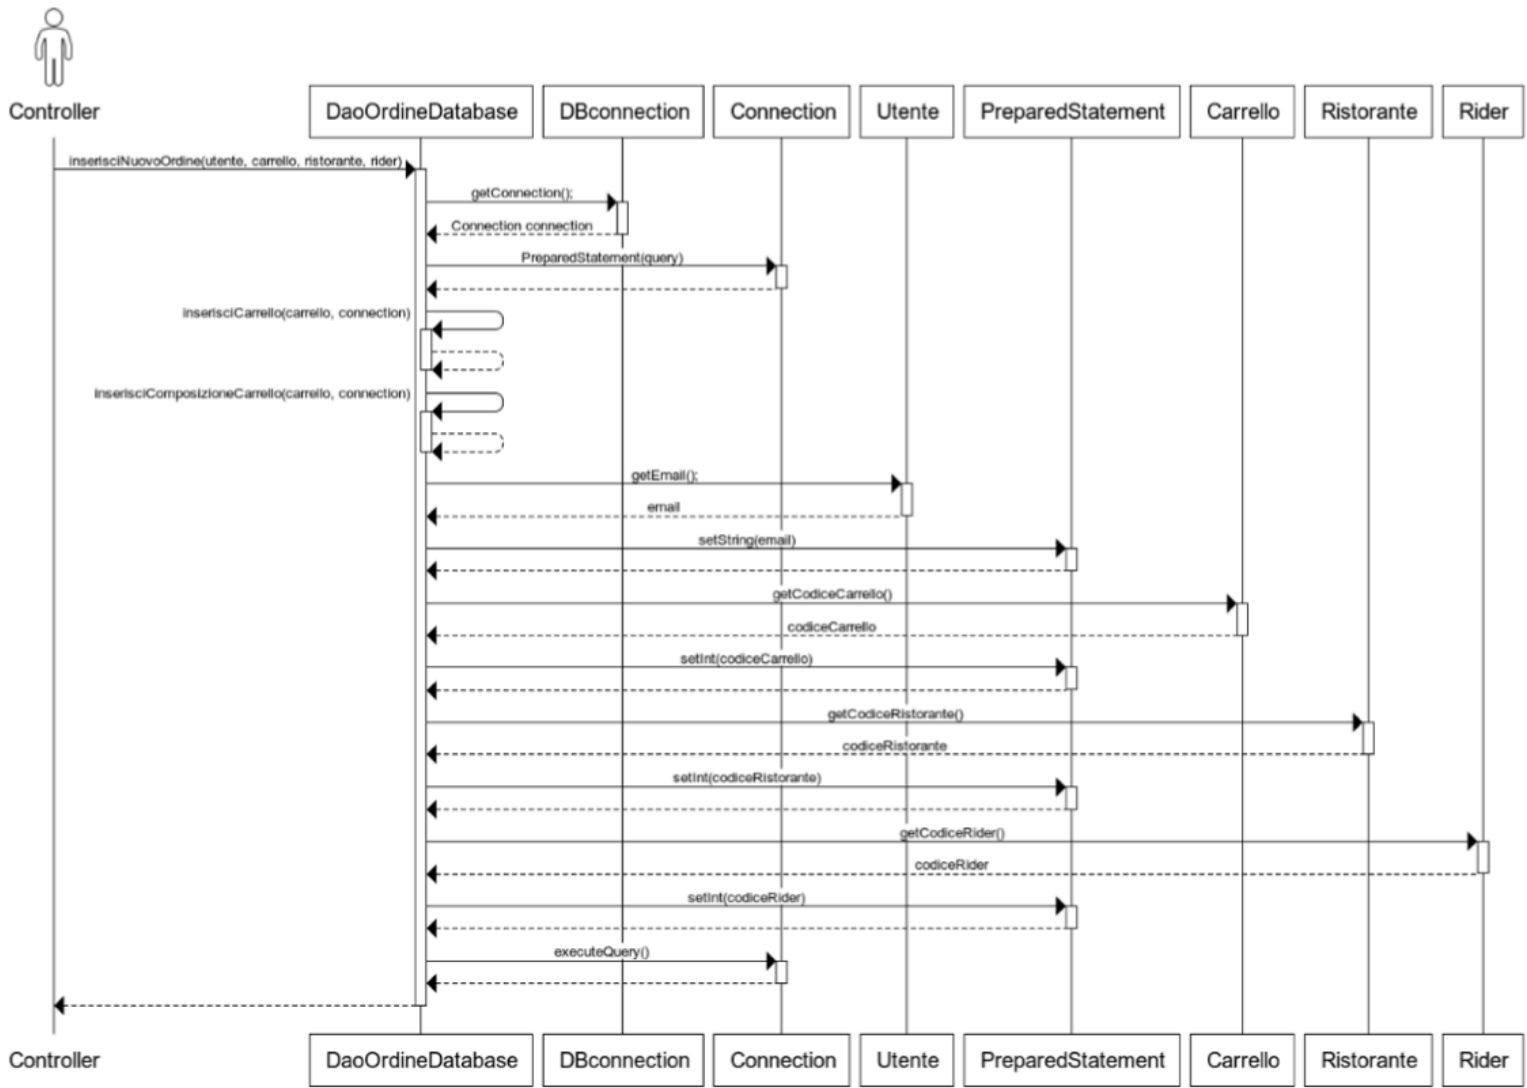 Controller
DaoOrdineDatabase
DBconnection
Connection
Utente
PreparedStatement
Carrello
Ristorante
Rider
inserisciNuovoOrdine(utente, carrello, ristorante, rider)
getConnection();
Connection connection
PreparedStatement(query)
inserisciCarrello(carrello, connection)
inserisciComposizioneCarrello(carrello, connection)
getEmail();
email
setString(email)
getCodiceCarrello()
codiceCarrello
setInt(codiceCarrello)
getCodiceRistorante()
codiceRistorante
setInt(codiceRistorante)
getCodiceRider()
codiceRider
setInt(codiceRider)
executeQuery()
Controller
DaoOrdineDatabase
DBconnection
Connection
Utente
PreparedStatement
Carrello
Ristorante
Rider